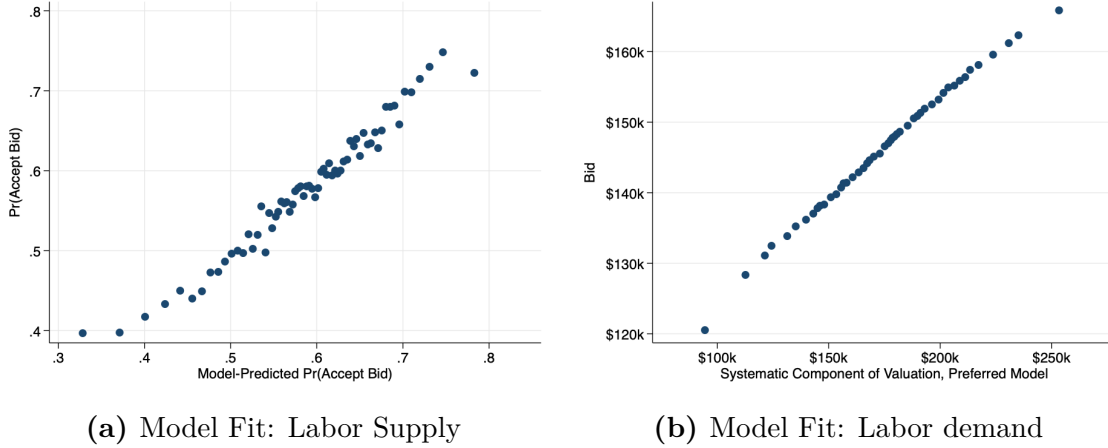 .8
.7
.6
.5
.4
Pr(Accept Bid)
.3 .4 .5 .6 .7 .8
Model-Predicted Pr(Accept Bid)
(a) Model Fit: Labor Supply
$160k
$150k
$140k
$130k
$120k
Bid
$100k $150k $200k $250k
Systematic Component of Valuation, Preferred Model
(b) Model Fit: Labor demand